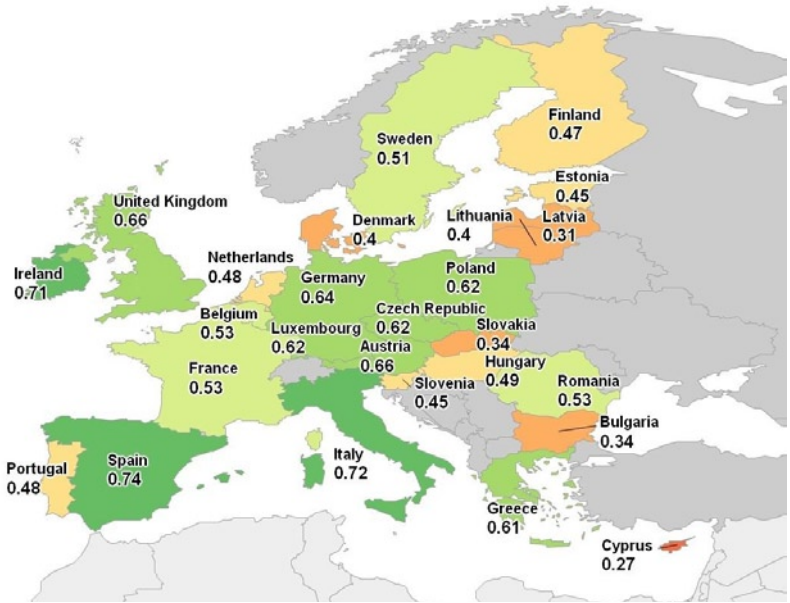 Finland
0.47
Sweden
0.51
Estonia
0.45
United Kingdom
0.66
Denmark
0.4
Lithuania
0.4
Latvia
0.31
Netherlands
0.48
Ireland
0.71
Germany
0.64
Poland
0.62
Belgium
0.53
Czech Republic
0.62
Luxembourg
0.62
Slovakia
0.34
Austria
0.66
France
0.53
Hungary
0.49
Slovenia
0.45
Romania
0.53
Bulgaria
0.34
Portugal
0.48
Spain
0.74
Italy
0.72
Greece
0.61
Cyprus
0.27